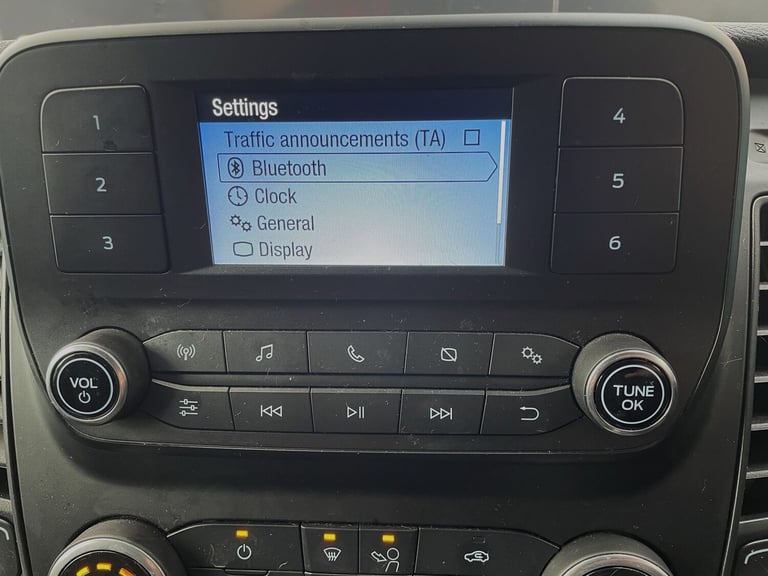 Settings
Traffic announcements (TA)
Bluetooth
Clock
General
Display
1
2
3
4
5
6
VOL
TUNE
OK